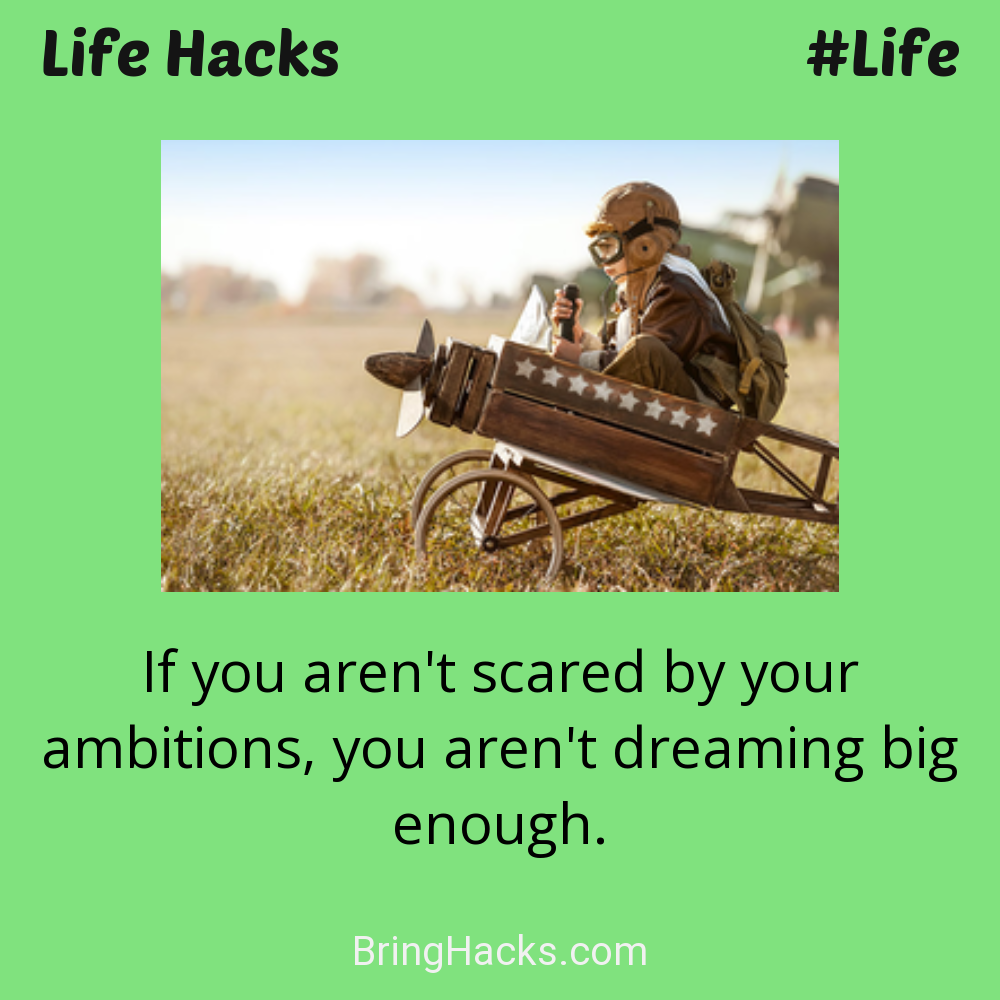 Life Hacks #Life
If you aren't scared by your
ambitions, you aren't dreaming big
enough.
BringHacks.com